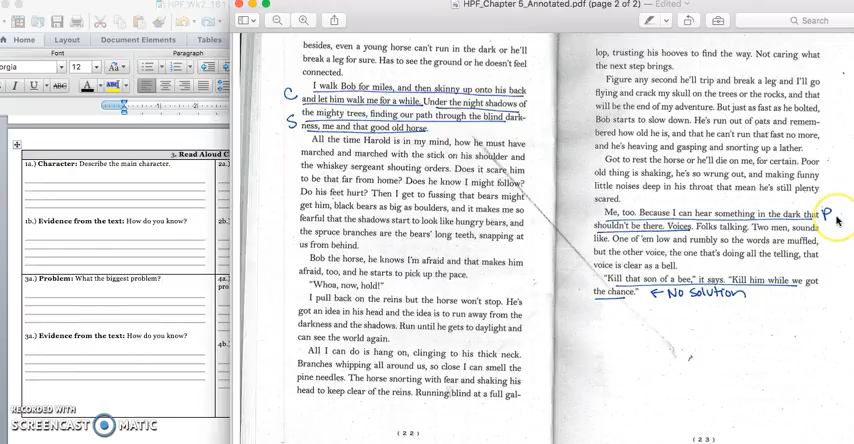 HPF_Wk2_181
HPF_Chapter 5_Annotated.pdf (page 2 of 2)
Edited
Search
Home
Layout
Document Elements
Tables
Font
Paragraph
orgia
12
Aa
I
U
ABC
A
ABC
3. Read Aloud C
1a.) Character: Describe the main character.
2a.)
1b.) Evidence from the text: How do you know?
2b.)
3a.) Problem: What the biggest problem?
4a.)
pro
3a.) Evidence from the text: How do you know?
4b.)
RECORDED WITH
SCREENCAST MATIC
besides, even a young horse can't run in the dark or he'll
break a leg for sure. Has to see the ground or he doesn't feel
connected.
I walk Bob for miles, and then skinny up onto his back
C
and let him walk me for a while. Under the night shadows of
the mighty trees, finding our path through the blind dark-
S
ness, me and that good old horse.
All the time Harold is in my mind, how he must have
marched and marched with the stick on his shoulder and
the whiskey sergeant shouting orders. Does it scare him
to be that far from home? Does he know I might follow?
Do his feet hurt? Then I get to fussing that bears might
get him, black bears as big as boulders, and it makes me so
fearful that the shadows start to look like hungry bears, and
the spruce branches are the bears' long teeth, snapping at
us from behind.
Bob the horse, he knows I'm afraid and that makes him
afraid, too, and he starts to pick up the pace.
"Whoa, now, hold!"
I pull back on the reins but the horse won't stop. He's
got an idea in his head and the idea is to run away from the
darkness and the shadows. Run until he gets to daylight and
can see the world again.
All I can do is hang on, clinging to his thick neck.
Branches whipping all around us, so close I can smell the
pine needles. The horse snorting with fear and shaking his
head to keep clear of the reins. Running blind at a full gal-
(22)
lop, trusting his hooves to find the way. Not caring what
the next step brings.
Figure any second he'll trip and break a leg and I'll go
flying and crack my skull on the trees or the rocks, and that
will be the end of my adventure. But just as fast as he bolted,
Bob starts to slow down. He's run out of oats and remem-
bered how old he is, and that he can't run that fast no more,
and he's heaving and gasping and snorting up a lather.
Got to rest the horse or he'll die on me, for certain. Poor
old thing is shaking, he's so wrung out, and making funny
little noises deep in his throat that mean he's still plenty
scared.
Me, too. Because I can hear something in the dark that
P
shouldn't be there. Voices. Folks talking. Two men, sounds
like. One of 'em low and rumbly so the words are muffled,
but the other voice, the one that's doing all the telling, that
voice is clear as a bell.
"Kill that son of a bee," it says. "Kill him while we got
the chance."
← No solution
(23)